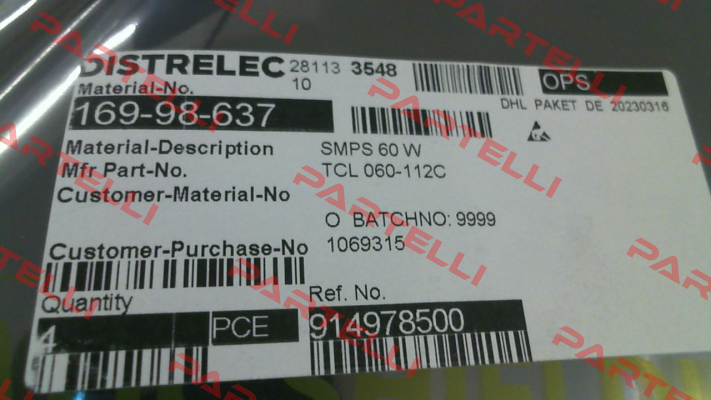 DISTRELEC 28113 3548
Material-No. 10 OPS
169-98-637 DHL PAKET DE 20230316
Material-Description SMPS 60 W
Mfr Part-No. TCL 060-112C
Customer-Material-No
O BATCHNO: 9999
Customer-Purchase-No 1069315
Quantity Ref. No.
4 PCE 914978500
PARTELLI
PARTELLI
PARTELLI
PARTELLI
PARTELLI
PARTELLI